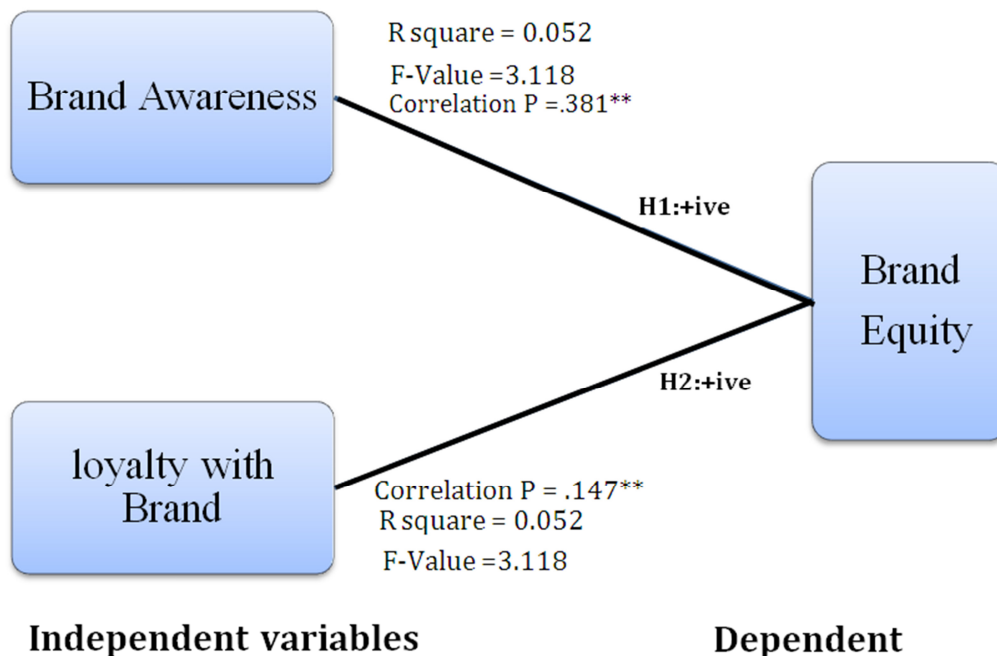 R square = 0.052
F-Value =3.118
Correlation P =.381**
Brand Awareness
H1:+ive
Brand
Equity
H2:+ive
loyalty with
Brand
Correlation P = .147**
R square = 0.052
F-Value =3.118
Independent variables
Dependent